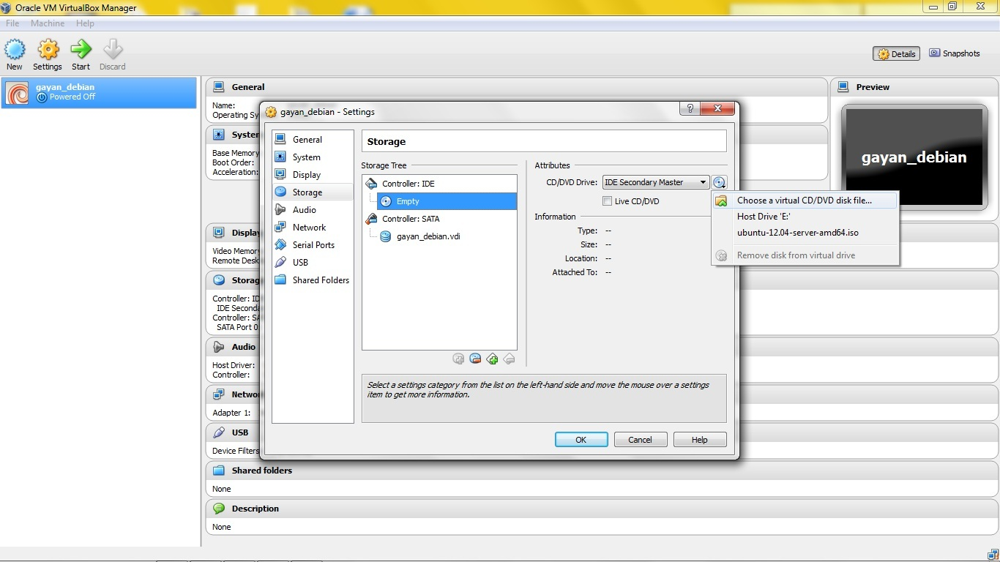 Oracle VM VirtualBox Manager
File Machine Help
New Settings Start Discard
Details Snapshots
gayan_debian
Powered Off
General
Name:
Operating Sy
System
Base Memory
Boot Order:
Acceleration:
Display
Video Memory
Remote Desk
Storag
Controller: ID
IDE Seconda
Controller: SA
SATA Port 0
Audio
Host Driver:
Controller:
Netwo
Adapter 1:
USB
Device Filters
Shared folders
None
Description
None
Preview
gayan_debian
gayan_debian - Settings
?
General
System
Display
Storage
Audio
Network
Serial Ports
USB
Shared Folders
Storage
Storage Tree
Controller: IDE
Empty
Controller: SATA
gayan_debian.vdi
Attributes
CD/DVD Drive: IDE Secondary Master
Live CD/DVD
Information
Type: --
Size: --
Location: --
Attached To: --
Choose a virtual CD/DVD disk file...
Host Drive 'E:'
ubuntu-12.04-server-amd64.iso
Remove disk from virtual drive
Select a settings category from the list on the left-hand side and move the mouse over a settings
item to get more information.
OK Cancel Help